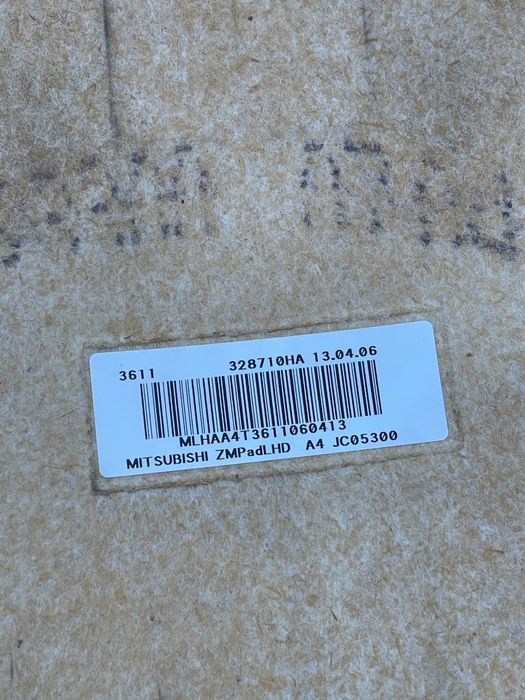 3611 328710HA 13.04.06
MLHAA4T3611060413
MITSUBISHI ZMPadLHD A4 JC05300